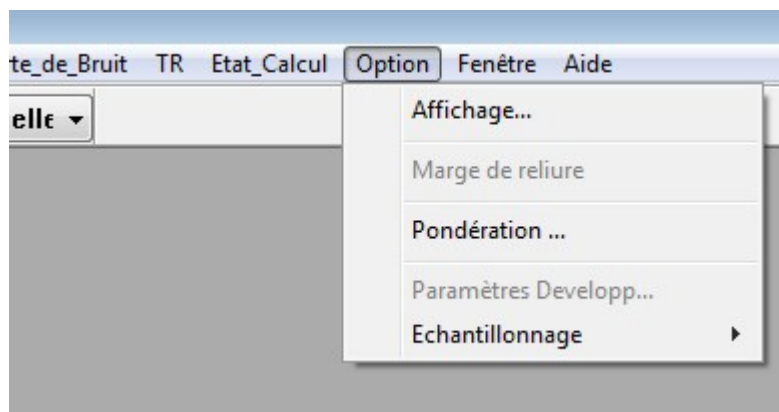 te_de_Bruit TR Etat_Calcul Option Fenêtre Aide
elle
Affichage...
Marge de reliure
Pondération ...
Paramètres Developp...
Echantillonnage